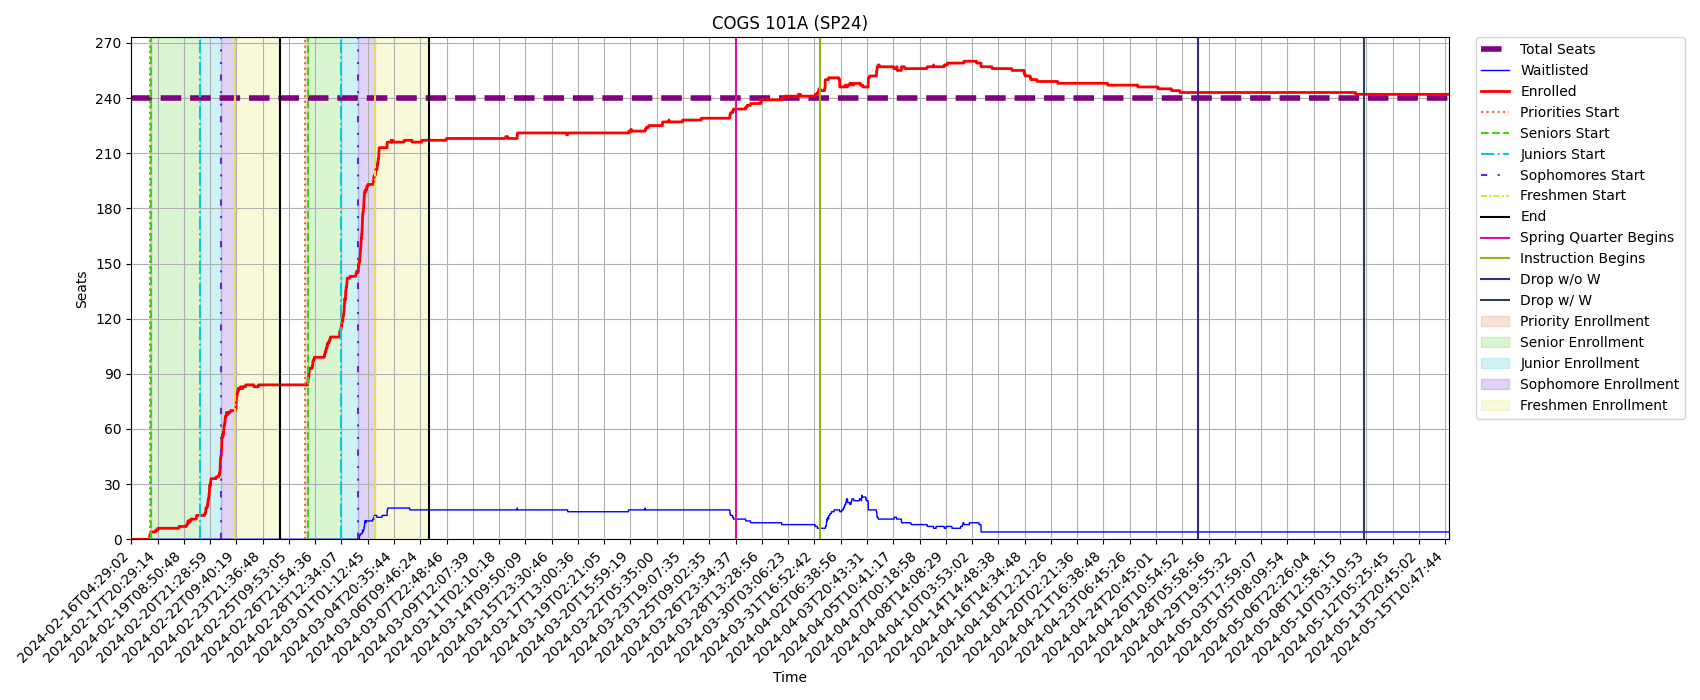 COGS 101A (SP24)
270
240
210
180
150
120
90
60
30
0
Seats
2024-02-16T04:29:02
2024-02-17T20:29:14
2024-02-19T08:50:48
2024-02-20T21:28:59
2024-02-22T09:40:19
2024-02-23T21:36:48
2024-02-25T09:53:05
2024-02-26T21:54:36
2024-02-28T12:34:07
2024-03-01T01:12:45
2024-03-04T20:35:44
2024-03-06T09:46:24
2024-03-07T22:48:46
2024-03-09T12:07:39
2024-03-11T02:10:18
2024-03-14T09:50:09
2024-03-15T23:30:46
2024-03-17T13:00:36
2024-03-19T02:21:05
2024-03-20T15:59:19
2024-03-22T05:35:00
2024-03-23T19:07:35
2024-03-25T09:02:35
2024-03-26T23:34:37
2024-03-28T13:28:56
2024-03-30T03:06:23
2024-03-31T16:52:42
2024-04-02T06:38:56
2024-04-03T20:43:31
2024-04-05T10:41:17
2024-04-07T00:18:58
2024-04-08T14:08:29
2024-04-10T03:53:02
2024-04-14T14:48:38
2024-04-16T14:34:48
2024-04-18T12:21:26
2024-04-20T02:21:36
2024-04-21T16:38:48
2024-04-23T06:45:26
2024-04-24T20:45:01
2024-04-26T10:54:52
2024-04-28T05:58:56
2024-04-29T19:55:32
2024-05-03T17:59:07
2024-05-05T08:09:54
2024-05-06T22:26:04
2024-05-08T12:58:15
2024-05-10T03:10:53
2024-05-12T05:25:45
2024-05-13T20:45:02
2024-05-15T10:47:44
Time
Total Seats
Waitlisted
Enrolled
Priorities Start
Seniors Start
Juniors Start
Sophomores Start
Freshmen Start
End
Spring Quarter Begins
Instruction Begins
Drop w/o W
Drop w/ W
Priority Enrollment
Senior Enrollment
Junior Enrollment
Sophomore Enrollment
Freshmen Enrollment